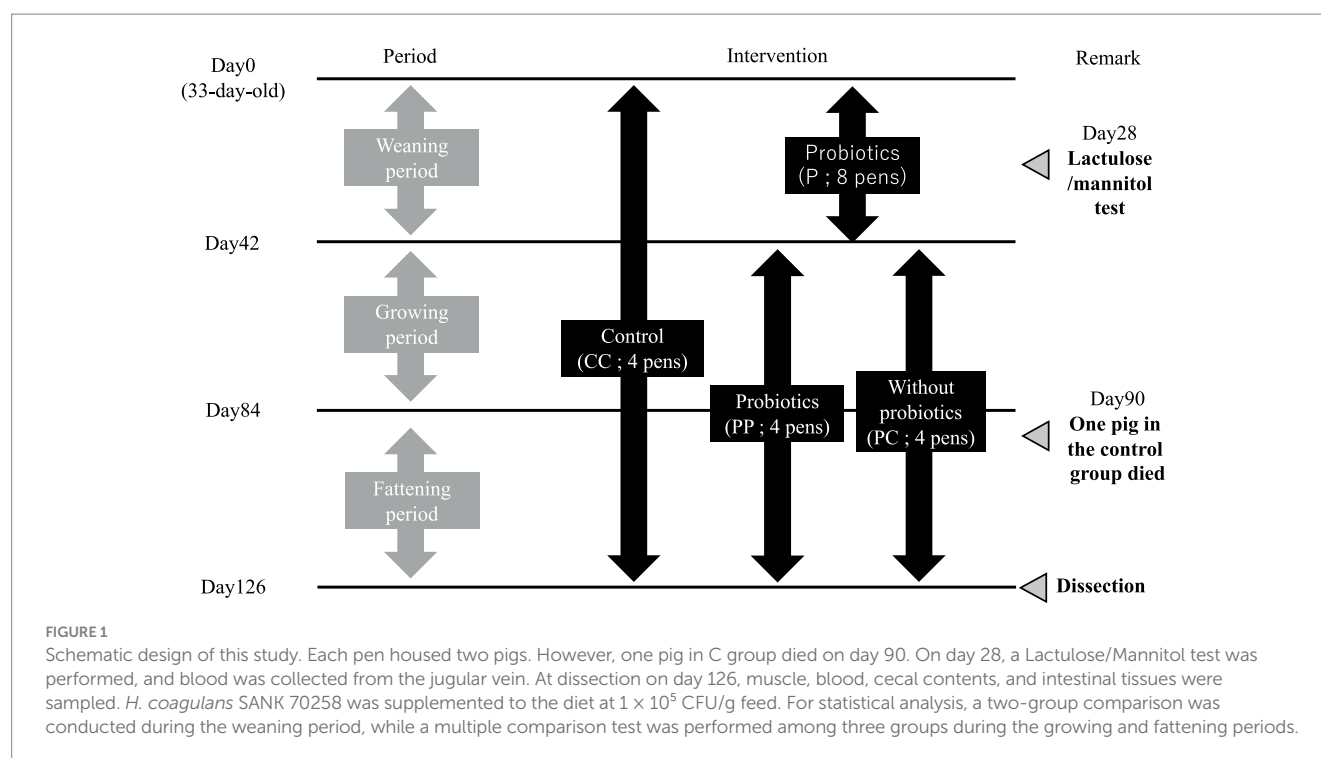 Period
Intervention
Remark
Day0
(33-day-old)
Weaning
period
Probiotics
(P ; 8 pens)
Day28
Lactulose
/mannitol
test
Day42
Growing
period
Control
(CC ; 4 pens)
Probiotics
(PP ; 4 pens)
Without
probiotics
(PC ; 4 pens)
Day84
Day90
One pig in
the control
group died
Fattening
period
Day126
Dissection
FIGURE 1
Schematic design of this study. Each pen housed two pigs. However, one pig in C group died on day 90. On day 28, a Lactulose/Mannitol test was
performed, and blood was collected from the jugular vein. At dissection on day 126, muscle, blood, cecal contents, and intestinal tissues were
sampled. H. coagulans SANK 70258 was supplemented to the diet at 1 × 10⁵ CFU/g feed. For statistical analysis, a two-group comparison was
conducted during the weaning period, while a multiple comparison test was performed among three groups during the growing and fattening periods.